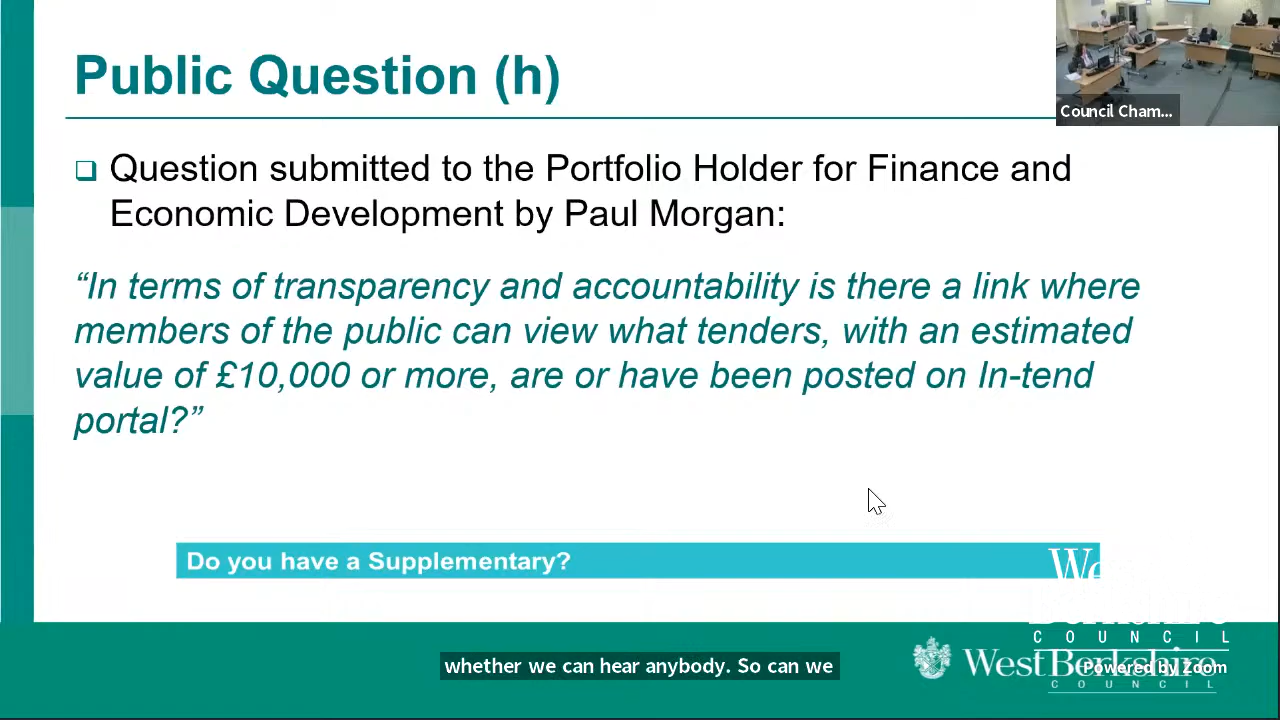 Public Question (h)
Council Cham...
Question submitted to the Portfolio Holder for Finance and
Economic Development by Paul Morgan:
“In terms of transparency and accountability is there a link where
members of the public can view what tenders, with an estimated
value of £10,000 or more, are or have been posted on In-tend
portal?”
Do you have a Supplementary?
COUNCIL
whether we can hear anybody. So can we
West Berkshire
Powered by Zoom
COUNCIL